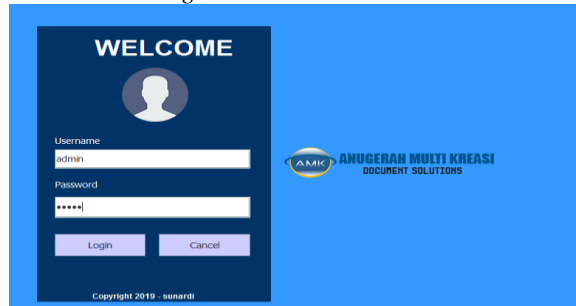 WELCOME
Username
admin
Password
•••••
Login
Cancel
Copyright 2019 - sunardi
AMK
ANUGERAH MULTI KREASI
DOCUMENT SOLUTIONS